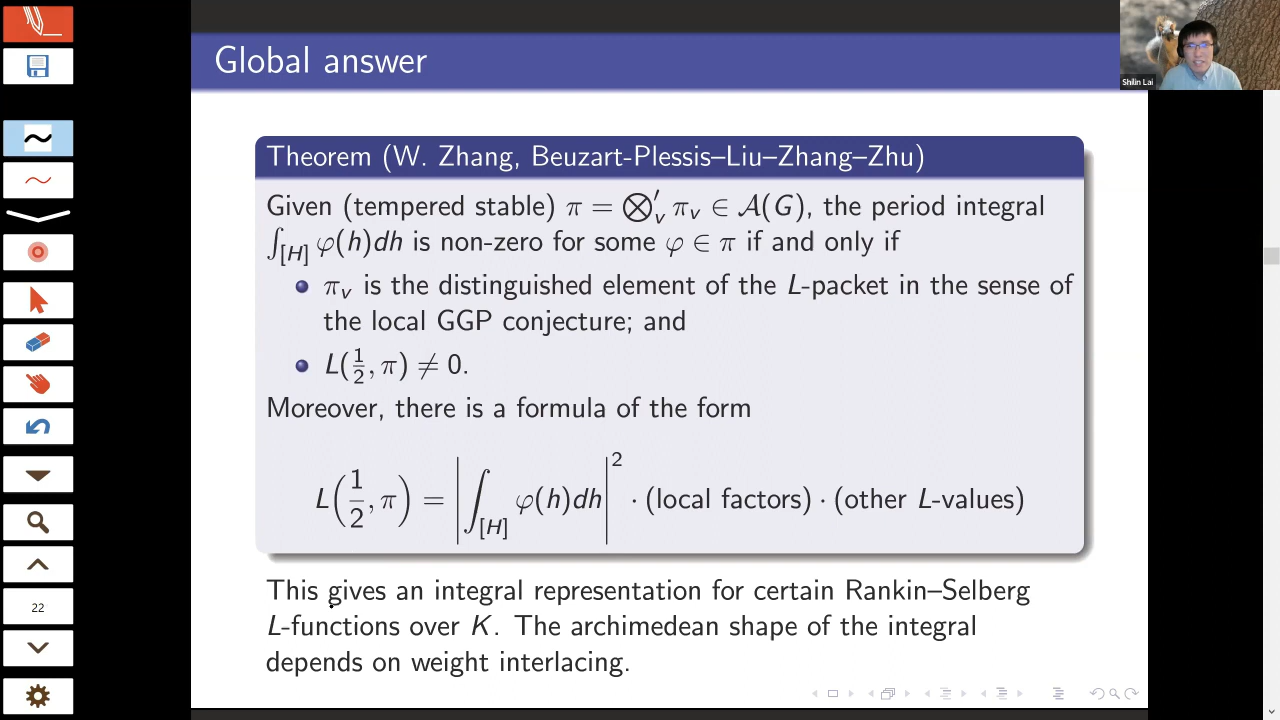 Global answer
Shilin Lai
Theorem (W. Zhang, Beuzart-Plessis–Liu–Zhang–Zhu)
Given (tempered stable) π = ⨂′_v π_v ∈ 𝒜(G), the period integral
∫_[H] φ(h)dh is non-zero for some φ ∈ π if and only if
π_v is the distinguished element of the L-packet in the sense of
the local GGP conjecture; and
L(1/2, π) ≠ 0.
Moreover, there is a formula of the form
L(1/2, π) = |∫_[H] φ(h)dh|² · (local factors) · (other L-values)
This gives an integral representation for certain Rankin–Selberg
L-functions over K. The archimedean shape of the integral
depends on weight interlacing.
22